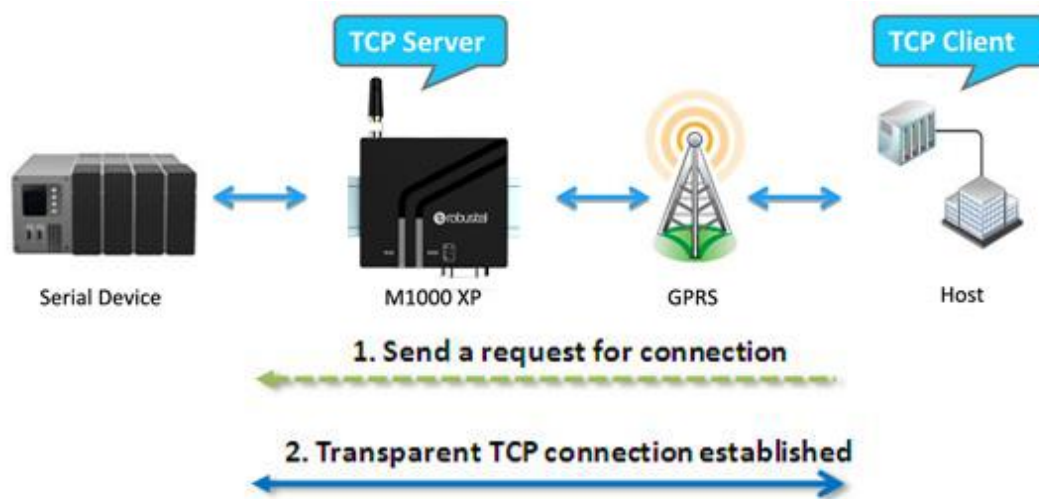 TCP Server
TCP Client
robustel
Serial Device
M1000 XP
GPRS
Host
1. Send a request for connection
2. Transparent TCP connection established